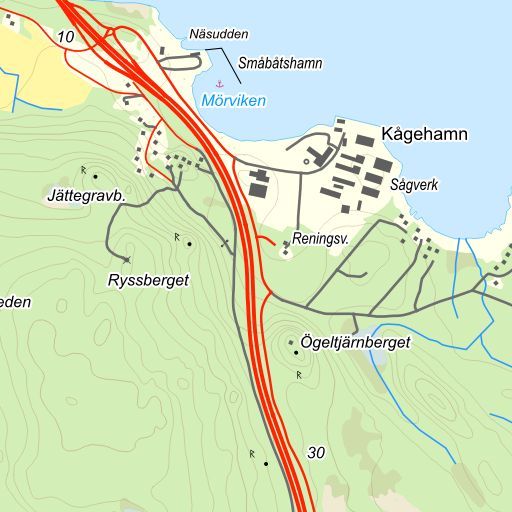 Näsudden
10
Småbåtshamn
Mörviken
Kågehamn
R
Sågverk
Jättegravb.
R
Reningsv.
Ryssberget
eden
Ögeltjärnberget
R
30
R